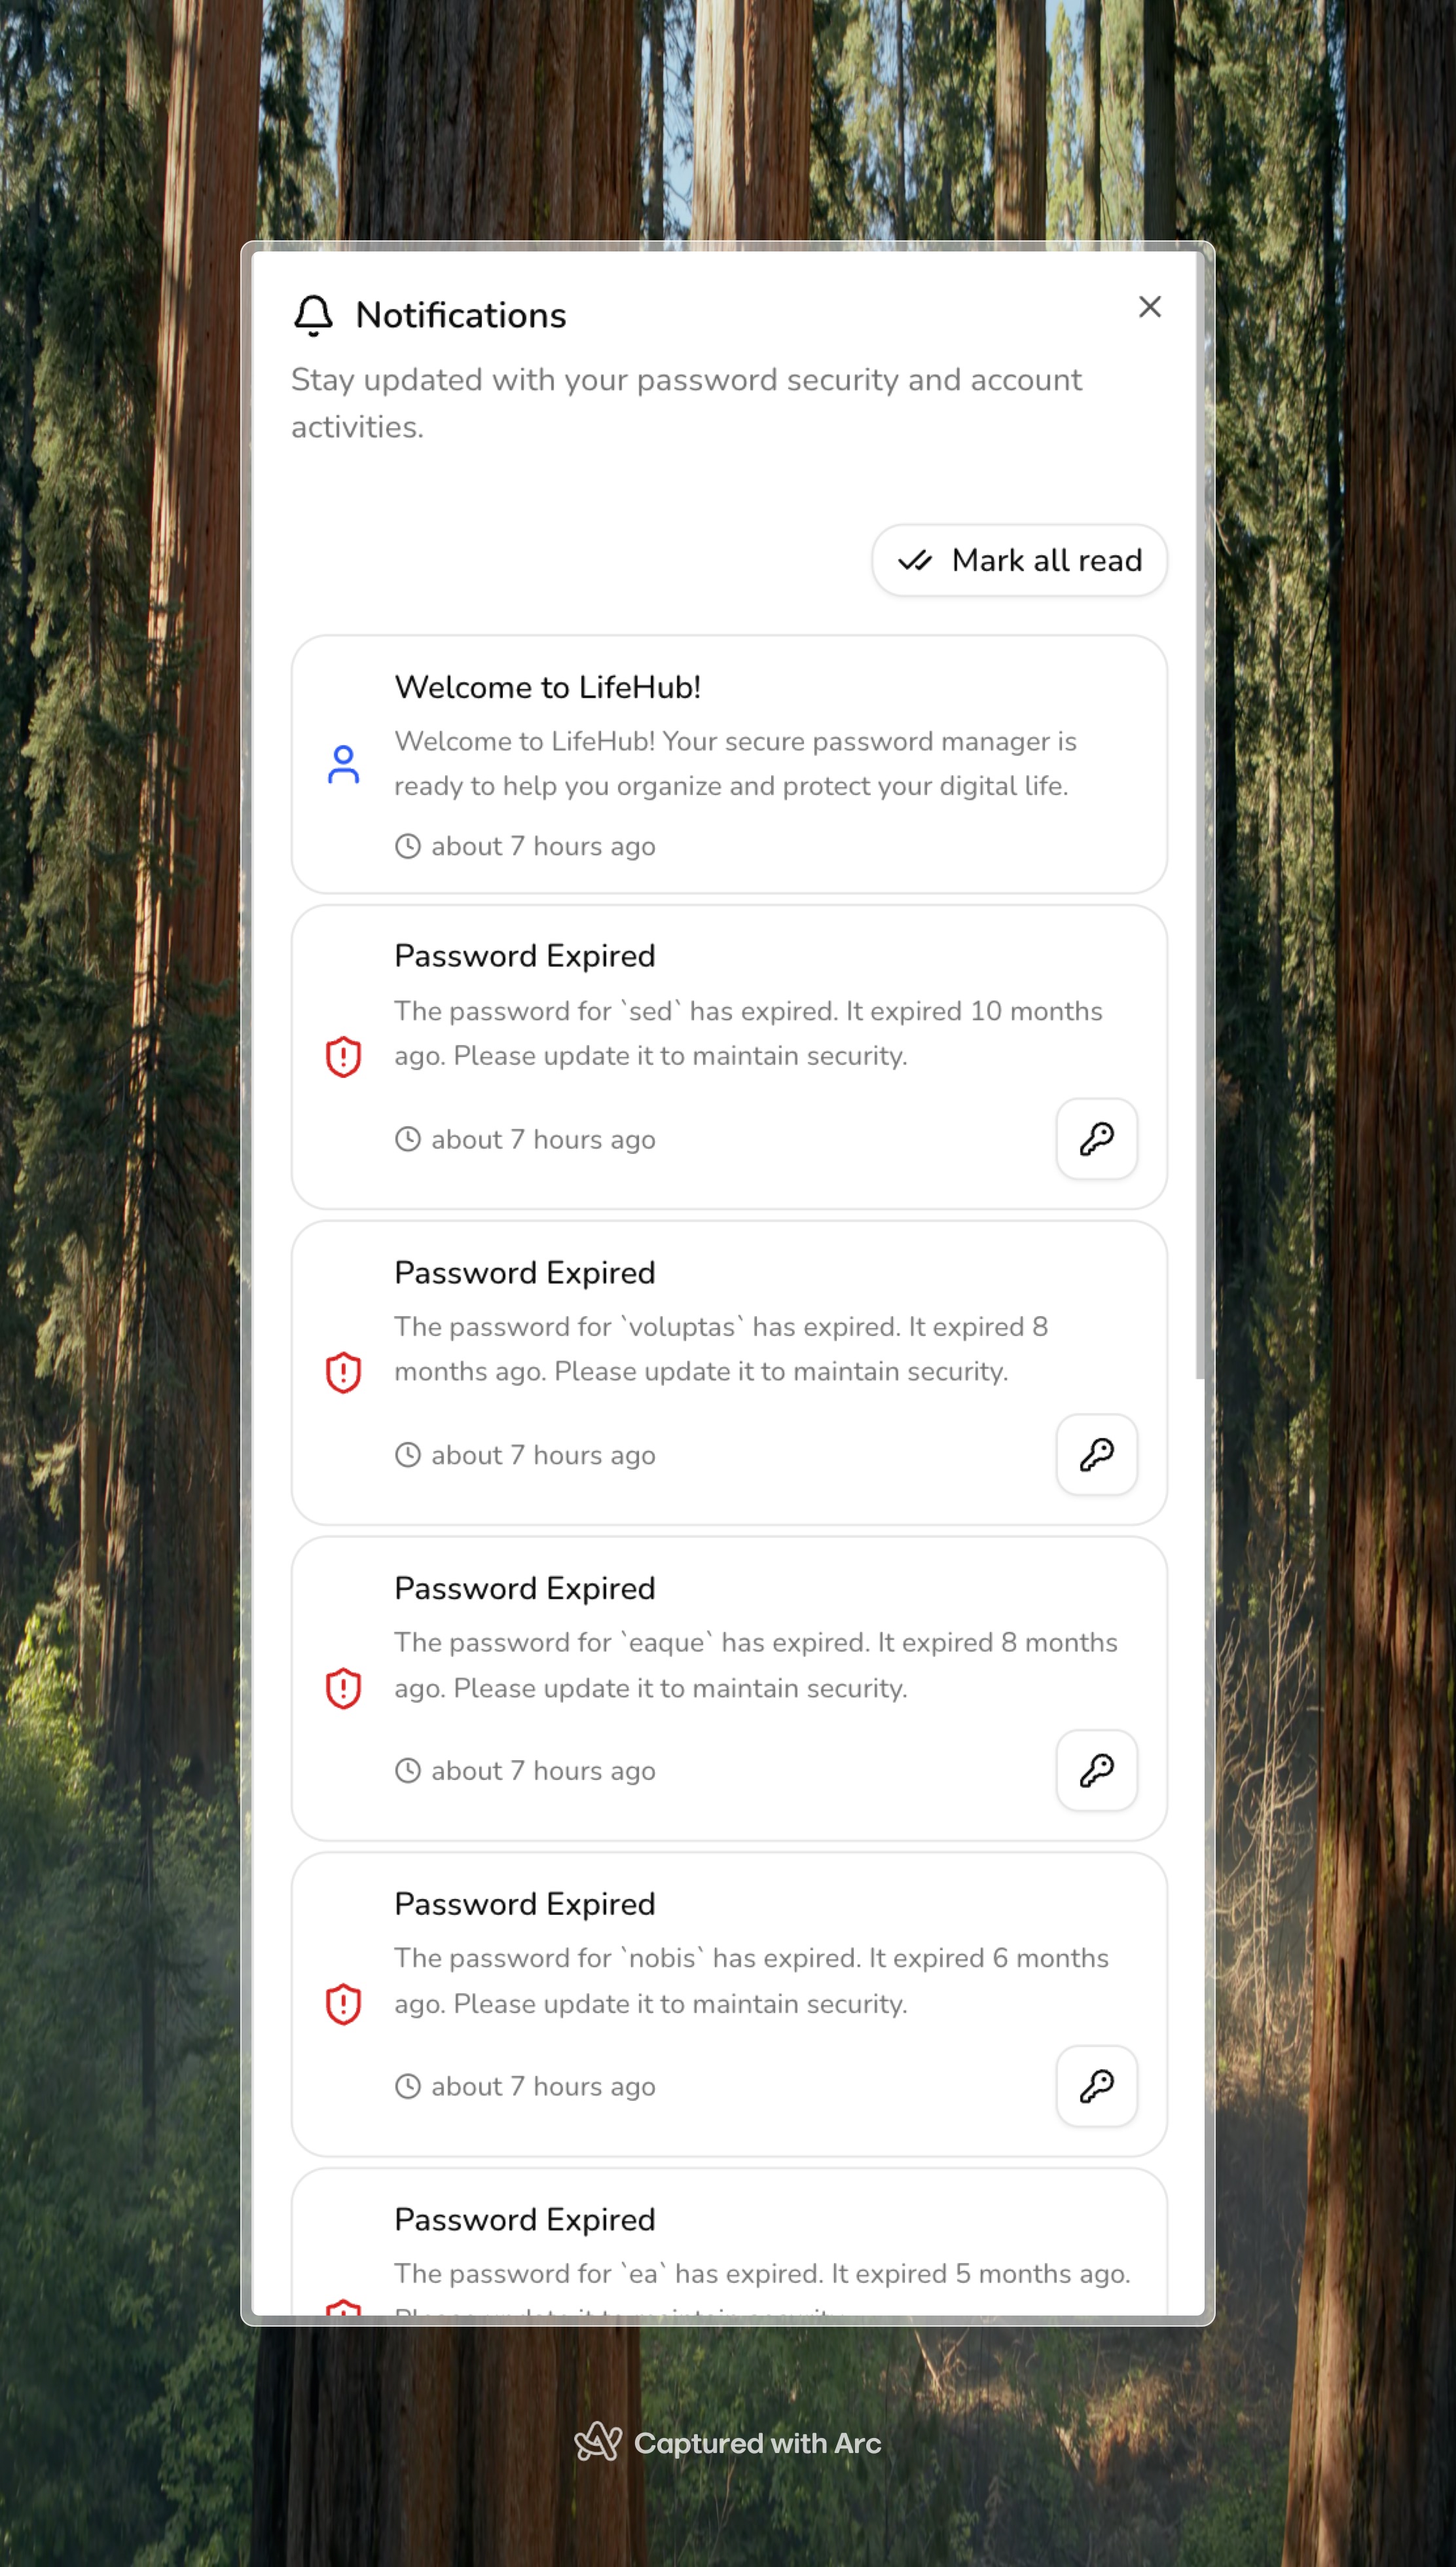 Notifications
Stay updated with your password security and account
activities.
Mark all read
Welcome to LifeHub!
Welcome to LifeHub! Your secure password manager is
ready to help you organize and protect your digital life.
about 7 hours ago
Password Expired
The password for `sed` has expired. It expired 10 months
ago. Please update it to maintain security.
about 7 hours ago
Password Expired
The password for `voluptas` has expired. It expired 8
months ago. Please update it to maintain security.
about 7 hours ago
Password Expired
The password for `eaque` has expired. It expired 8 months
ago. Please update it to maintain security.
about 7 hours ago
Password Expired
The password for `nobis` has expired. It expired 6 months
ago. Please update it to maintain security.
about 7 hours ago
Password Expired
The password for `ea` has expired. It expired 5 months ago.
Please update it to maintain security.
Captured with Arc